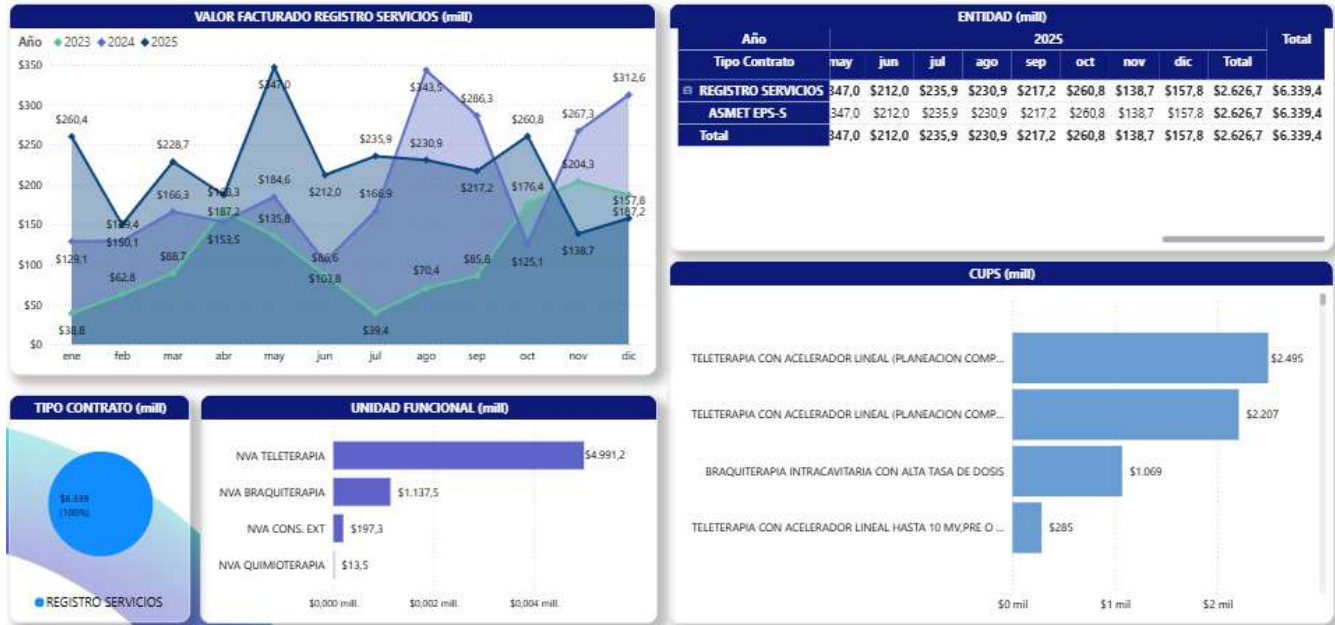 VALOR FACTURADO REGISTRO SERVICIOS (mill)
Año 2023 2024 2025
$350
$300
$250
$200
$150
$100
$50
$0
$260,4
$129,1
$38,8
$150,1
$62,8
$228,7
$166,3
$88,7
$187,2
$153,5
$347,0
$184,6
$135,8
$212,0
$86,6
$103,8
$235,9
$166,9
$39,4
$343,5
$230,9
$70,4
$286,3
$217,2
$85,8
$260,8
$176,4
$125,1
$267,3
$204,3
$138,7
$312,6
$157,8
$187,2
ene feb mar abr may jun jul ago sep oct nov dic
ENTIDAD (mill)
Año 2025 Total
Tipo Contrato may jun jul ago sep oct nov dic Total
REGISTRO SERVICIOS 347,0 $212,0 $235,9 $230,9 $217,2 $260,8 $138,7 $157,8 $2.626,7 $6.339,4
ASMET EPS-S 347,0 $212,0 $235,9 $230,9 $217,2 $260,8 $138,7 $157,8 $2.626,7 $6.339,4
Total 347,0 $212,0 $235,9 $230,9 $217,2 $260,8 $138,7 $157,8 $2.626,7 $6.339,4
CUPS (mill)
TELETERAPIA CON ACELERADOR LINEAL (PLANEACION COMP... $2.495
TELETERAPIA CON ACELERADOR LINEAL (PLANEACION COMP... $2.207
BRAQUITERAPIA INTRACAVITARIA CON ALTA TASA DE DOSIS $1.069
TELETERAPIA CON ACELERADOR LINEAL HASTA 10 MV,PRE O ... $285
$0 mil $1 mil $2 mil
TIPO CONTRATO (mill)
$6.339
(100%)
REGISTRO SERVICIOS
UNIDAD FUNCIONAL (mill)
NVA TELETERAPIA $4.991,2
NVA BRAQUITERAPIA $1.137,5
NVA CONS. EXT $197,3
NVA QUIMIOTERAPIA $13,5
$0,000 mill. $0,002 mill. $0,004 mill.